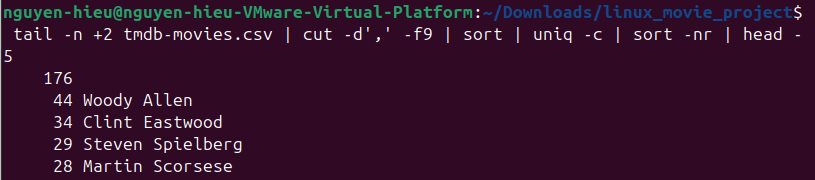 nguyen-hieu@nguyen-hieu-VMware-Virtual-Platform:~/Downloads/linux_movie_project$
tail -n +2 tmdb-movies.csv | cut -d',' -f9 | sort | uniq -c | sort -nr | head -
5
176
44 Woody Allen
34 Clint Eastwood
29 Steven Spielberg
28 Martin Scorsese